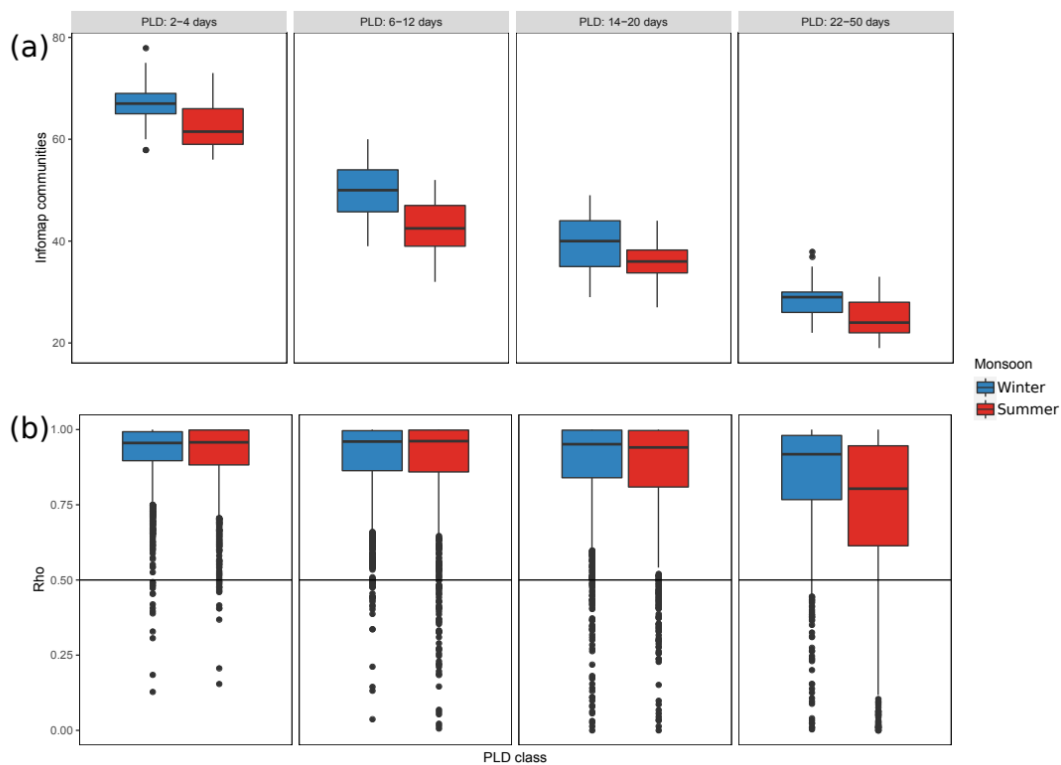 PLD: 2−4 days
PLD: 6−12 days
PLD: 14−20 days
PLD: 22−50 days
(a)
80
60
40
20
Infomap communities
Monsoon
Winter
Summer
(b)
1.00
0.75
0.50
0.25
0.00
Rho
PLD class